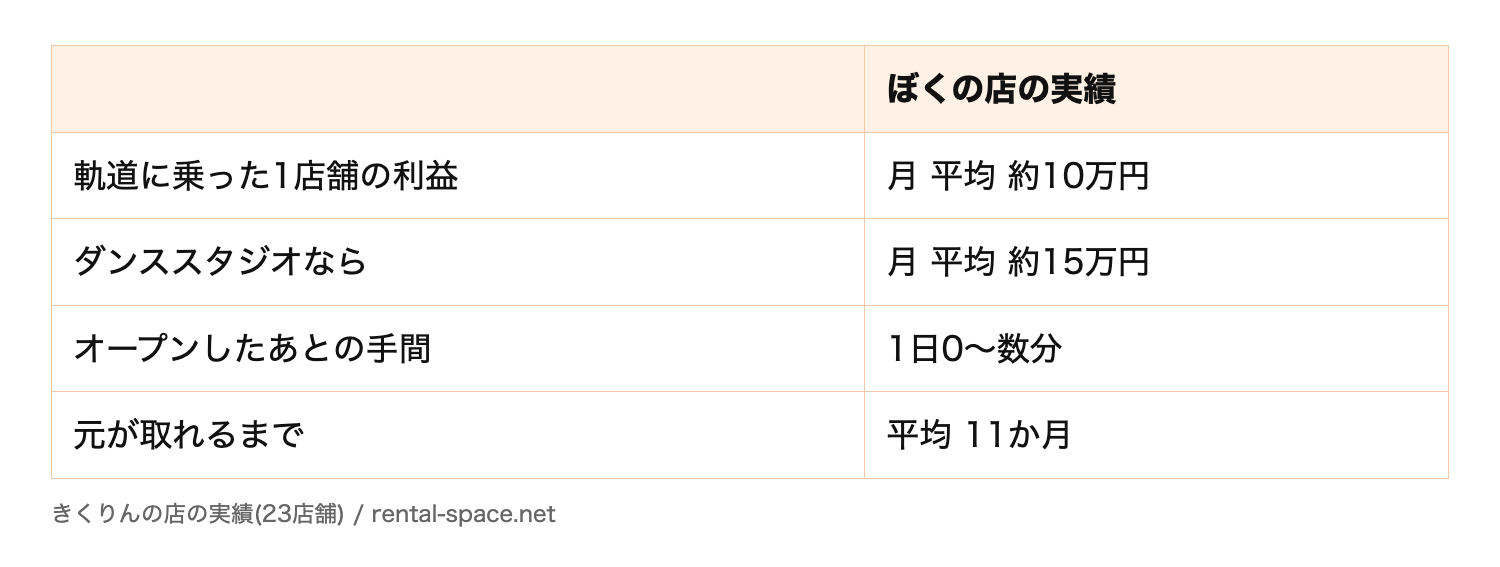 ぼくの店の実績
軌道に乗った1店舗の利益 月 平均 約10万円
ダンススタジオなら 月 平均 約15万円
オープンしたあとの手間 1日0〜数分
元が取れるまで 平均 11か月
きくりんの店の実績(23店舗) / rental-space.net